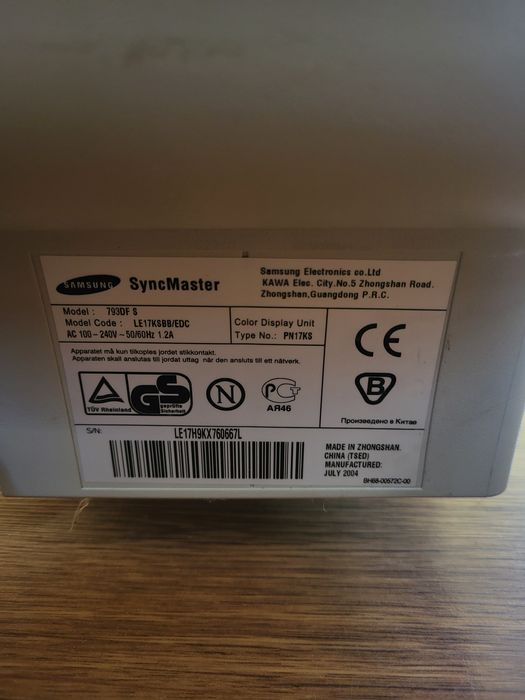 SAMSUNG SyncMaster
Samsung Electronics co.Ltd
KAWA Elec. City.No.5 Zhongshan Road.
Zhongshan,Guangdong P.R.C.
Model : 793DF S
Model Code : LE17KSBB/EDC
AC 100~240V~50/60Hz 1.2A
Color Display Unit
Type No.: PN17KS
CE
Apparatet må kun tilkoples jordet stikkontakt.
Apparaten skall anslutas till jordat uttag när den ansluts till ett nätverk.
TÜV Rheinland
GS
geprüfte
Sicherheit
N
АЯ46
B
Произведено в Китае
S/N:
LE17H9KX760667L
MADE IN ZHONGSHAN.
CHINA (TSED)
MANUFACTURED:
JULY 2004
BH68-00572C-00